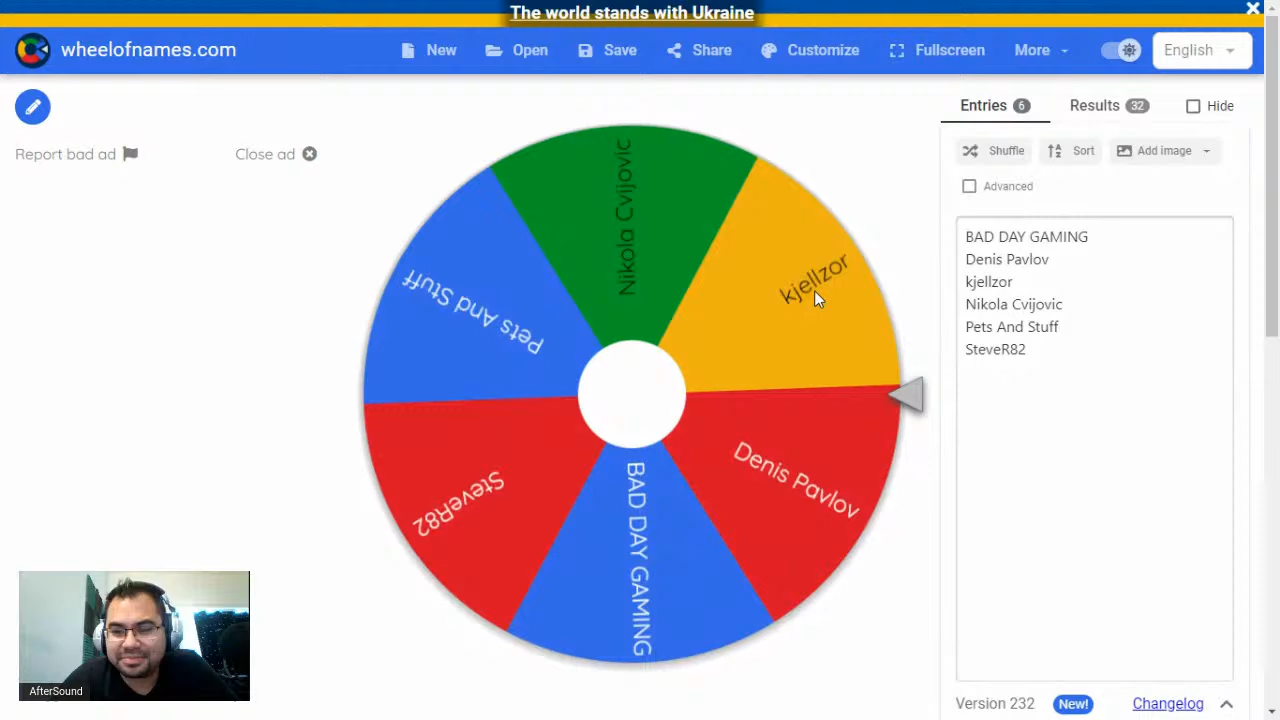 The world stands with Ukraine
wheelofnames.com
New
Open
Save
Share
Customize
Fullscreen
More
English
Report bad ad
Close ad
Entries 6
Results 32
Hide
Shuffle
Sort
Add image
Advanced
BAD DAY GAMING
Denis Pavlov
kjellzor
Nikola Cvijovic
Pets And Stuff
SteveR82
Nikola Cvijovic
kjellzor
Pets And Stuff
Denis Pavlov
SteveR82
BAD DAY GAMING
AfterSound
Version 232
New!
Changelog